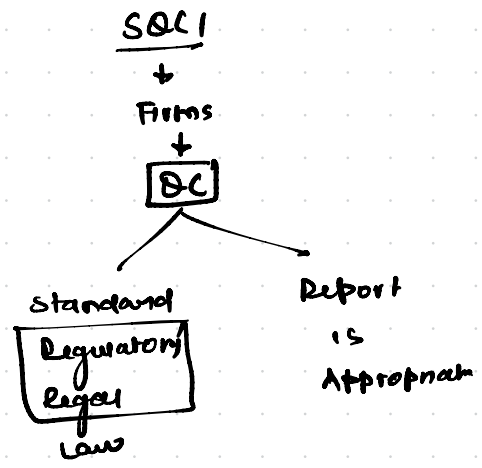 SQC1
Firms
QC
Standard
Regulatory
Legal
Law
Report
is
Appropriate